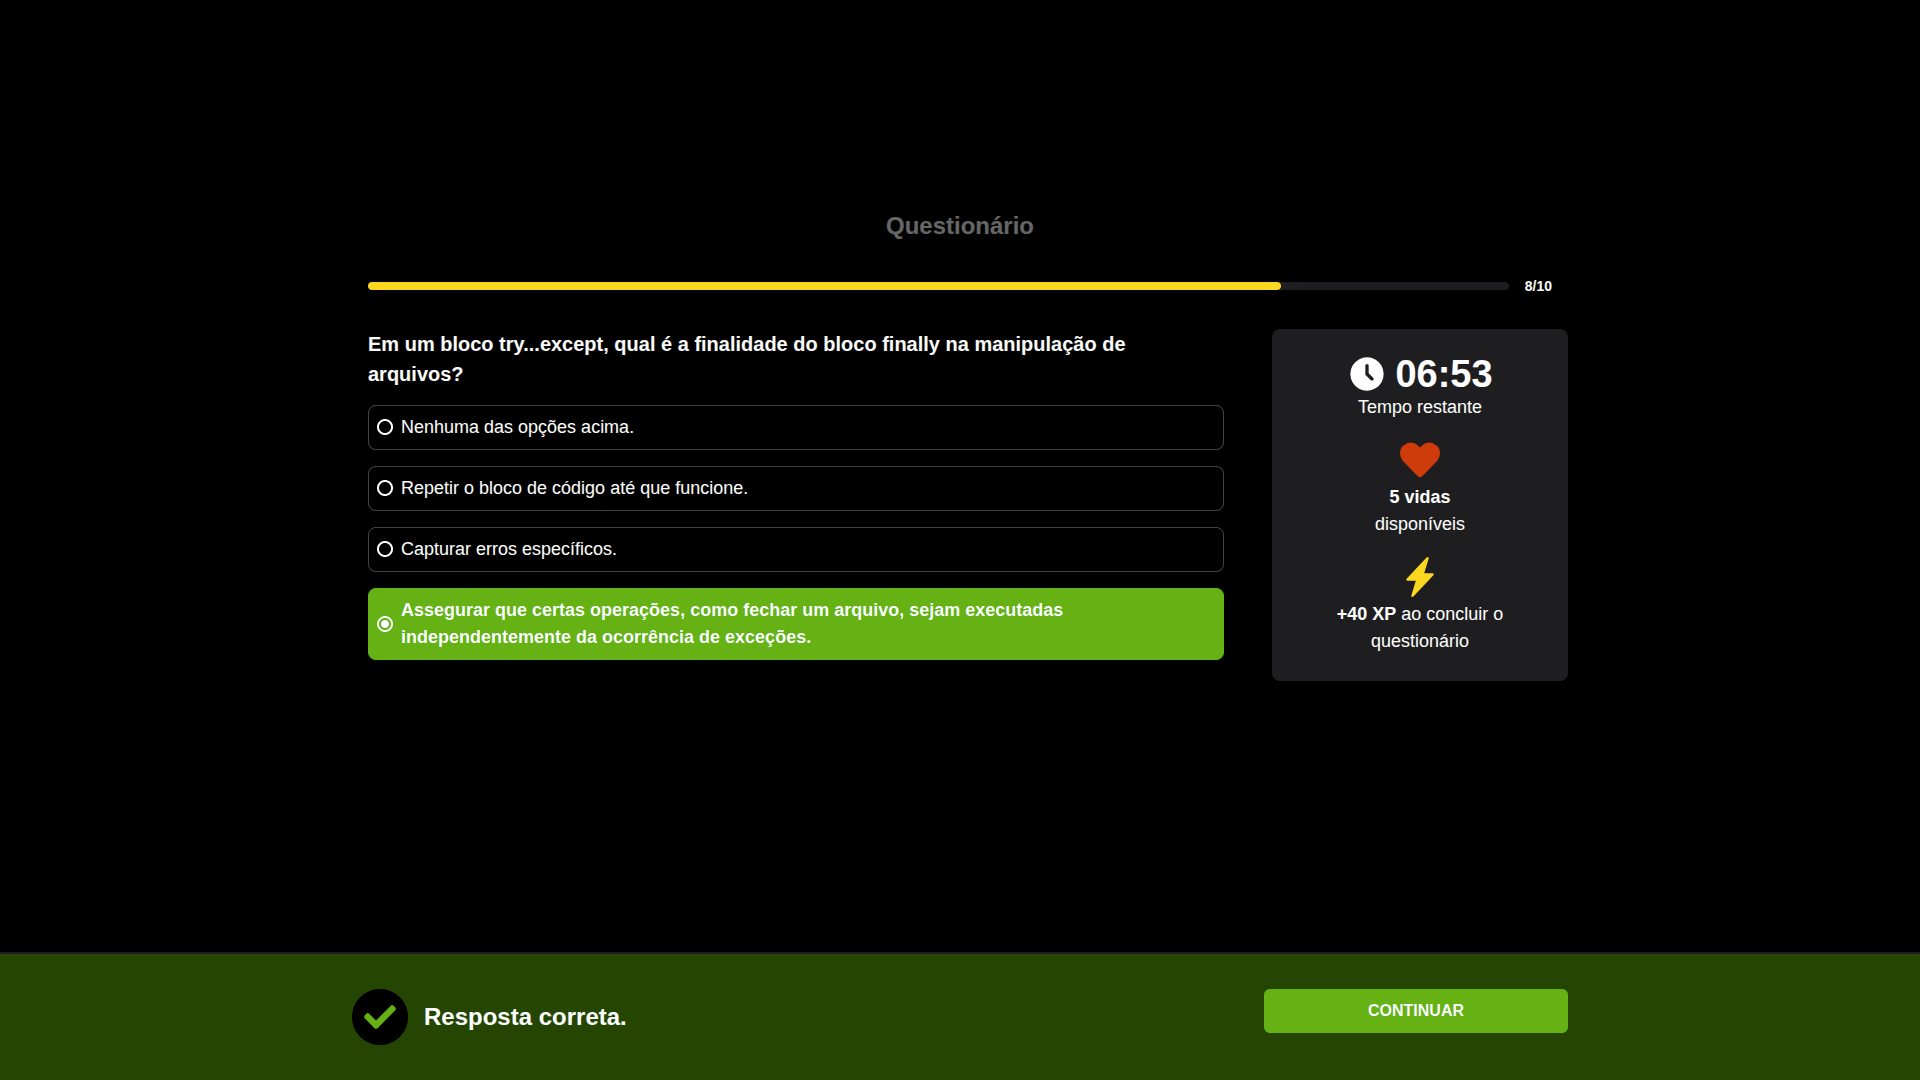 Questionário
8/10
Em um bloco try...except, qual é a finalidade do bloco finally na manipulação de
arquivos?
Nenhuma das opções acima.
Repetir o bloco de código até que funcione.
Capturar erros específicos.
Assegurar que certas operações, como fechar um arquivo, sejam executadas
independentemente da ocorrência de exceções.
06:53
Tempo restante
5 vidas
disponíveis
+40 XP ao concluir o
questionário
Resposta correta.
CONTINUAR